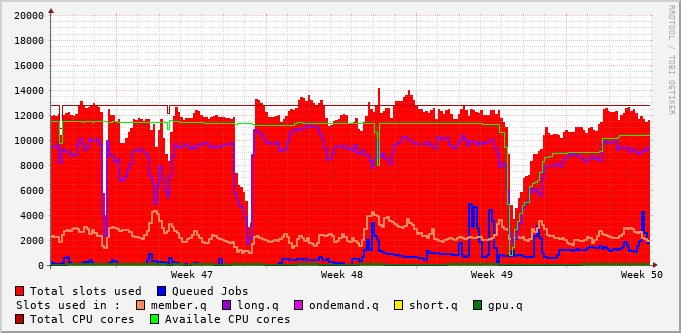 20000
18000
16000
14000
12000
10000
8000
6000
4000
2000
0
Week 47 Week 48 Week 49 Week 50
RRDTOOL / TOBI OETIKER
Total slots used Queued Jobs
Slots used in : member.q long.q ondemand.q short.q gpu.q
Total CPU cores Availale CPU cores